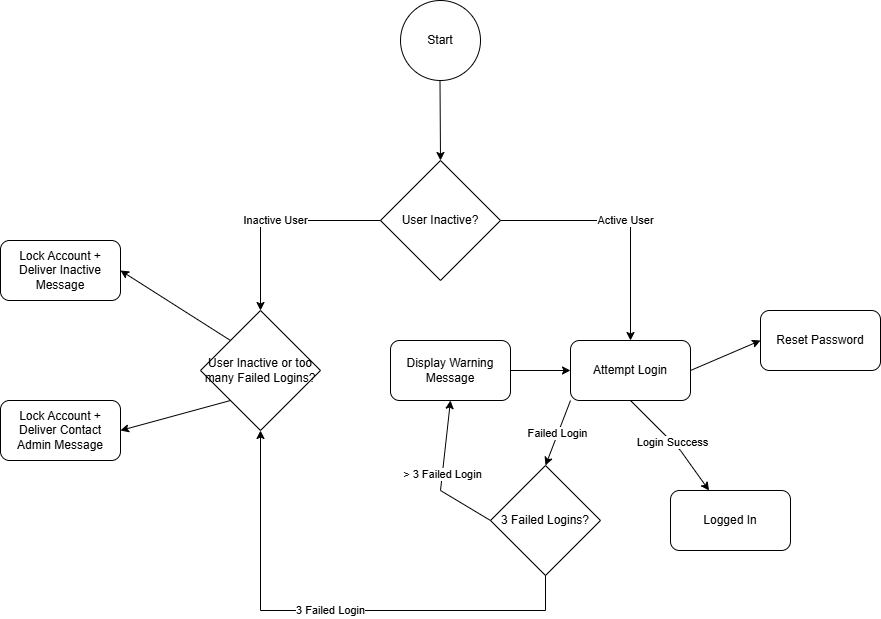 Start
User Inactive?
Inactive User
Active User
Lock Account +
Deliver Inactive
Message
User Inactive or too
many Failed Logins?
Display Warning
Message
Attempt Login
Reset Password
Lock Account +
Deliver Contact
Admin Message
Failed Login
Login Success
> 3 Failed Login
3 Failed Logins?
Logged In
3 Failed Login